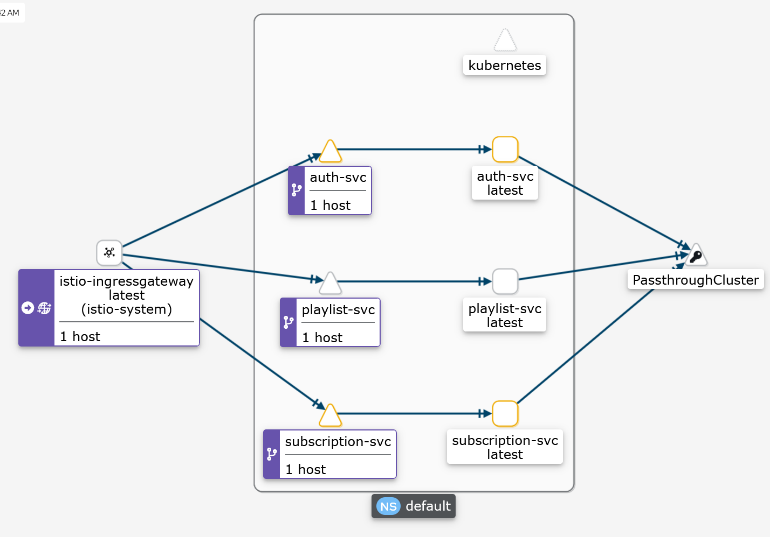 kubernetes
auth-svc
1 host
auth-svc
latest
istio-ingressgateway
latest
(istio-system)
1 host
PassthroughCluster
playlist-svc
1 host
playlist-svc
latest
subscription-svc
1 host
subscription-svc
latest
NS default